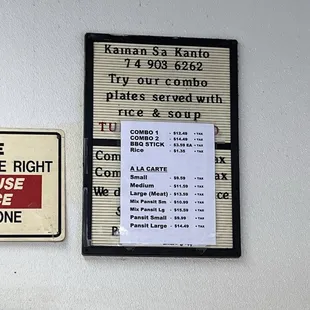 Kainan Sa Kanto
74 903 6262
Try our combo
plates served with
rice & soup
TU
COMBO 1 - $13.49 + TAX
COMBO 2 - $14.49 + TAX
BBQ STICK - $3.99 EA + TAX
Rice - $1.35 + TAX
A LA CARTE
Small - $9.59 + TAX
Medium - $11.59 + TAX
Large (Meat) - $13.99 + TAX
Mix Pansit Sm - $10.99 + TAX
Mix Pansit Lg - $15.59 + TAX
Pansit Small - $9.99 + TAX
Pansit Large - $14.49 + TAX
Com
Com
We d
S
P
E
E RIGHT
USE
CE
ONE